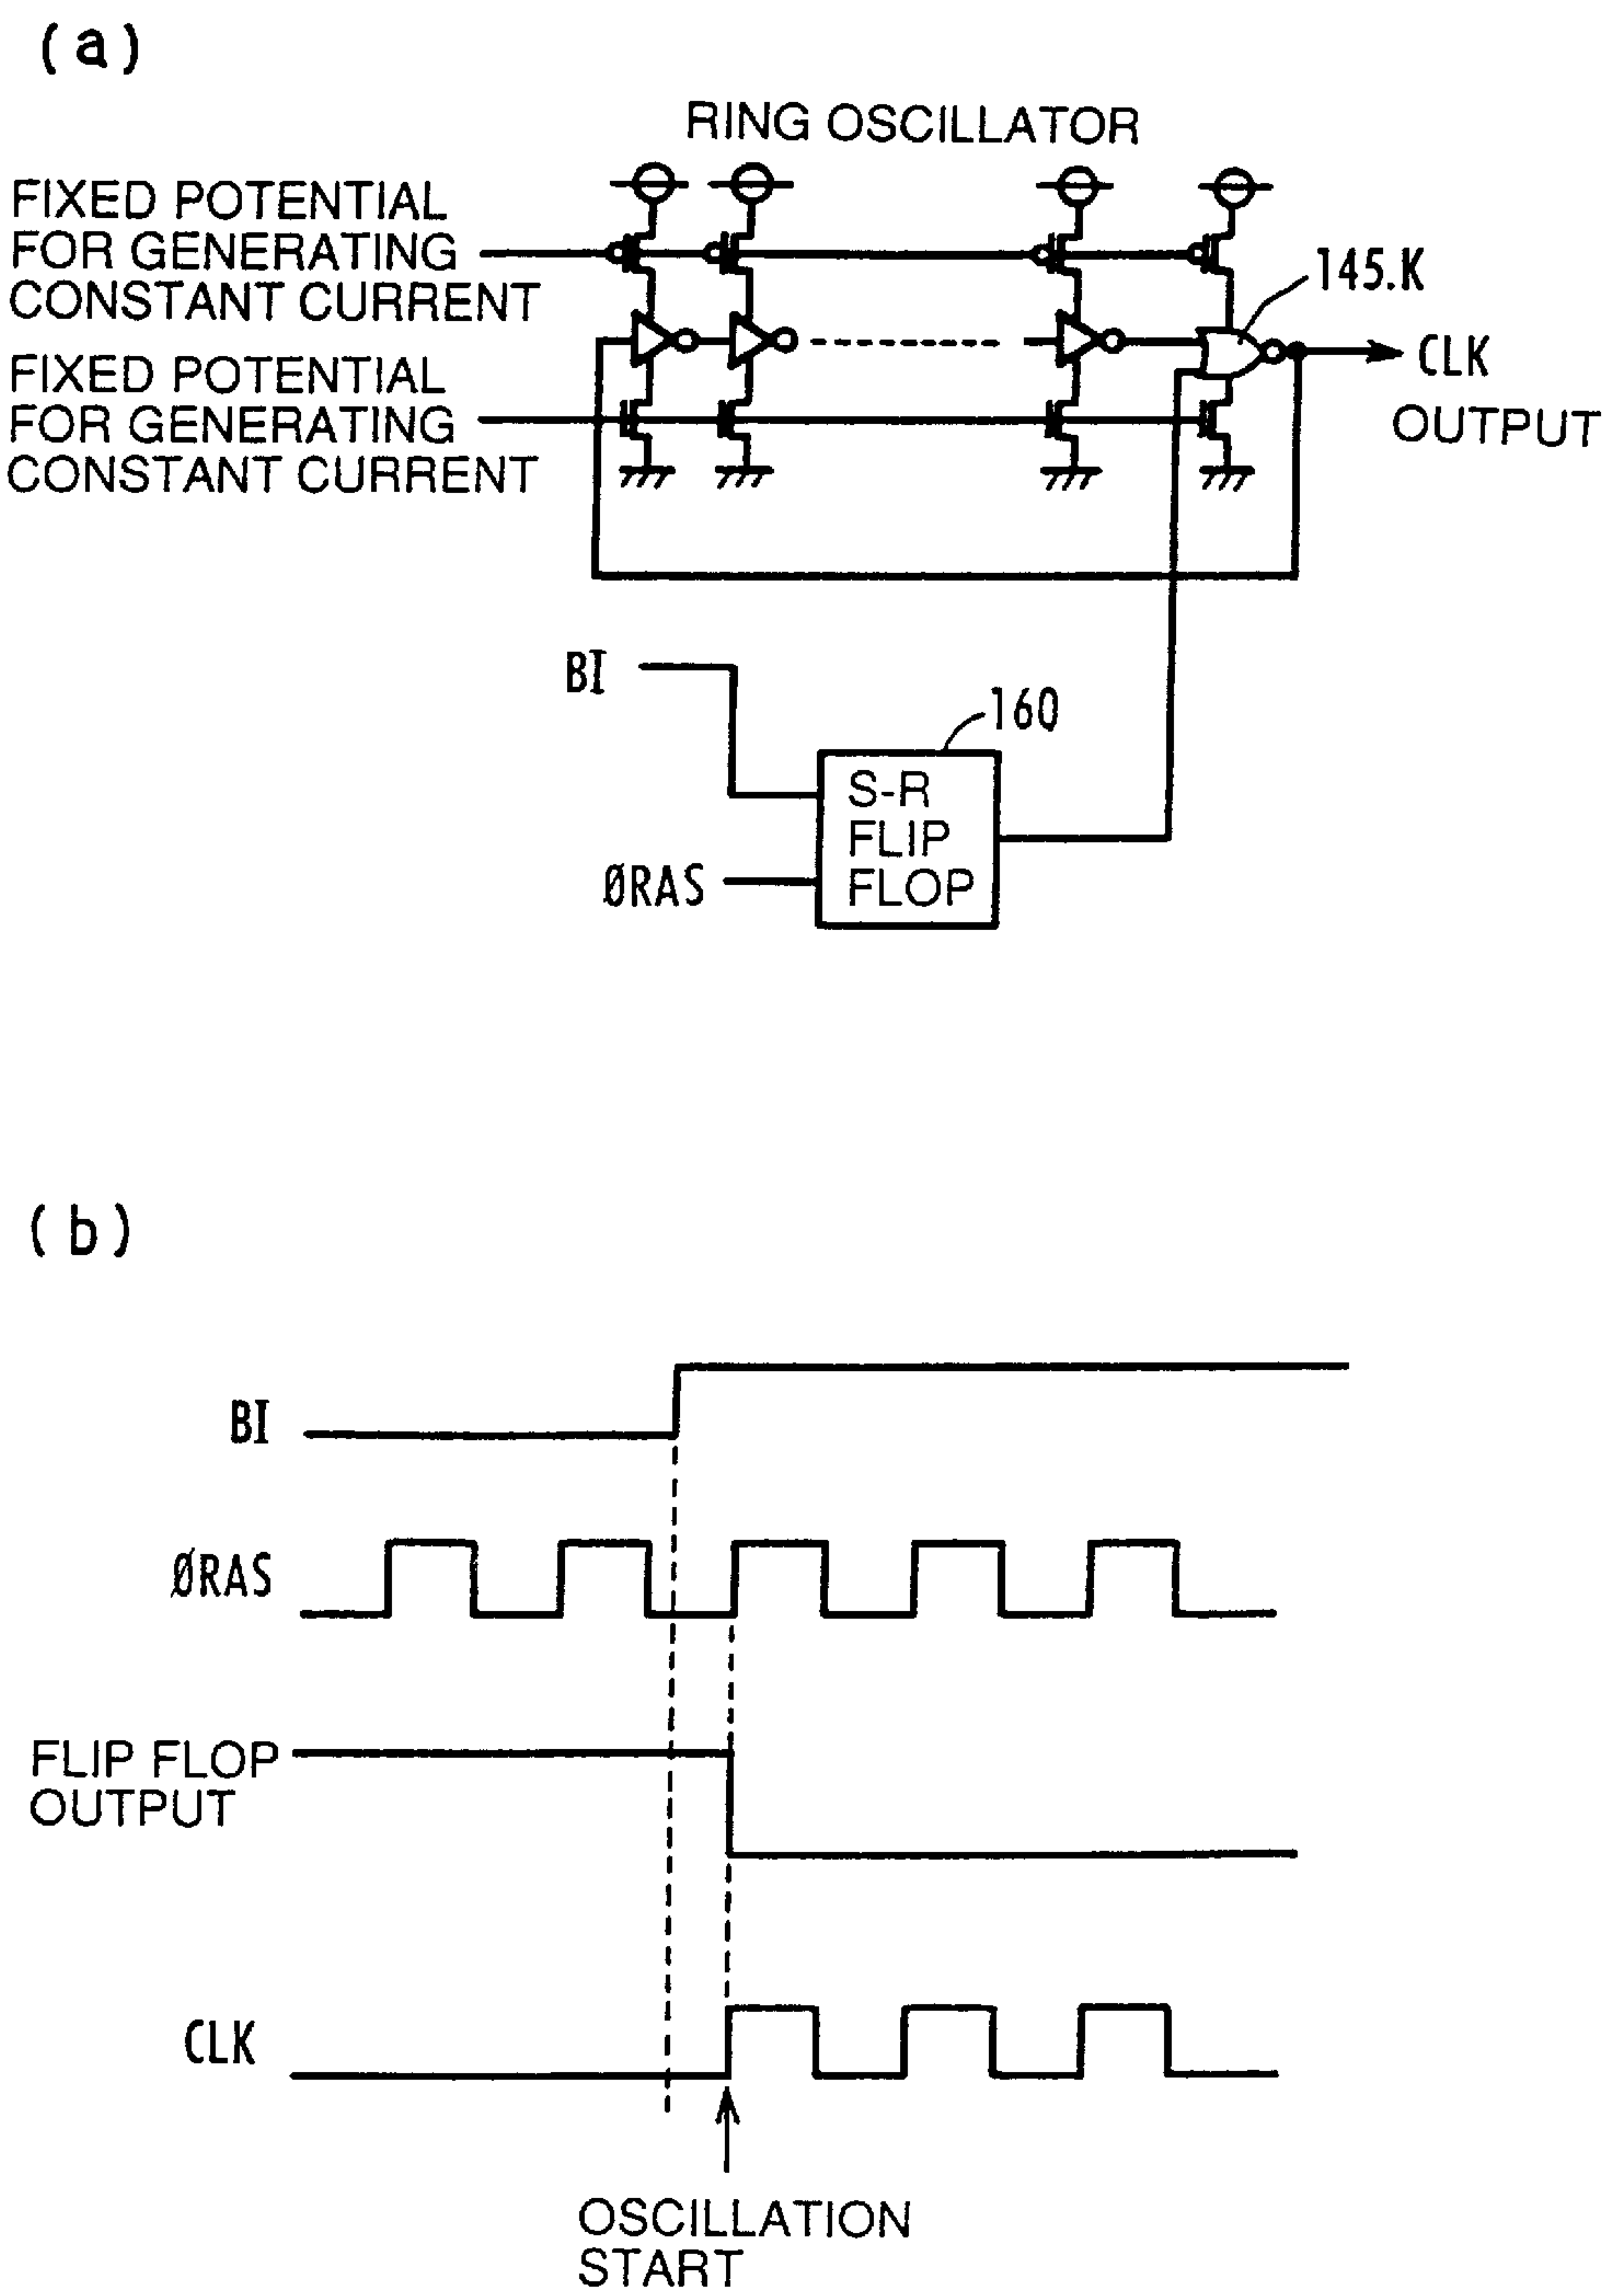 (a)
RING OSCILLATOR
FIXED POTENTIAL
FOR GENERATING
CONSTANT CURRENT
145.K
CLK
OUTPUT
FIXED POTENTIAL
FOR GENERATING
CONSTANT CURRENT
BI
160
S-R
FLIP
FLOP
ØRAS
(b)
BI
ØRAS
FLIP FLOP
OUTPUT
CLK
OSCILLATION
START